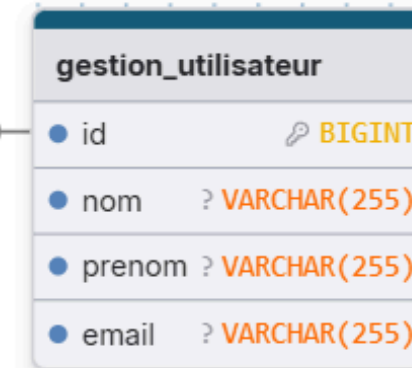 gestion_utilisateur
id BIGINT
nom ? VARCHAR(255)
prenom ? VARCHAR(255)
email ? VARCHAR(255)